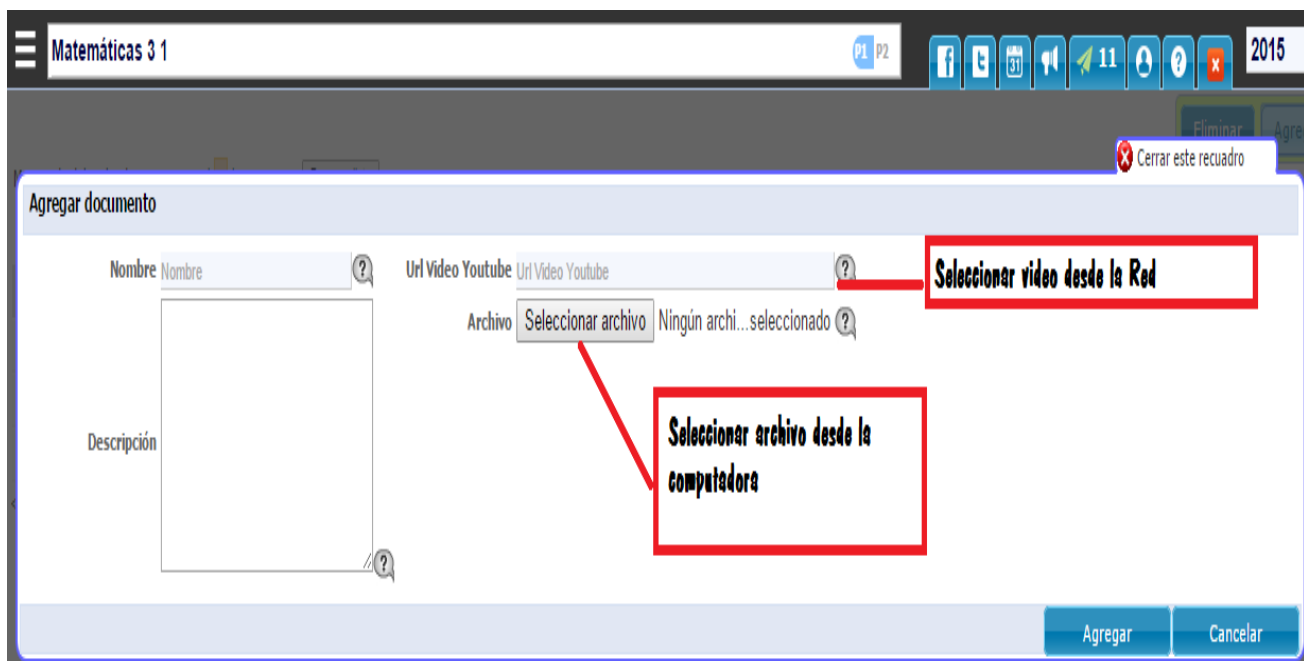 Matemáticas 3 1
P1 P2
31
11
2015
Eliminar
Agre
Cerrar este recuadro
Agregar documento
Nombre Nombre
Url Video Youtube Url Video Youtube
Seleccionar video desde la Red
Archivo Seleccionar archivo Ningún archi...seleccionado
Seleccionar archivo desde la
computadora
Descripción
Agregar
Cancelar